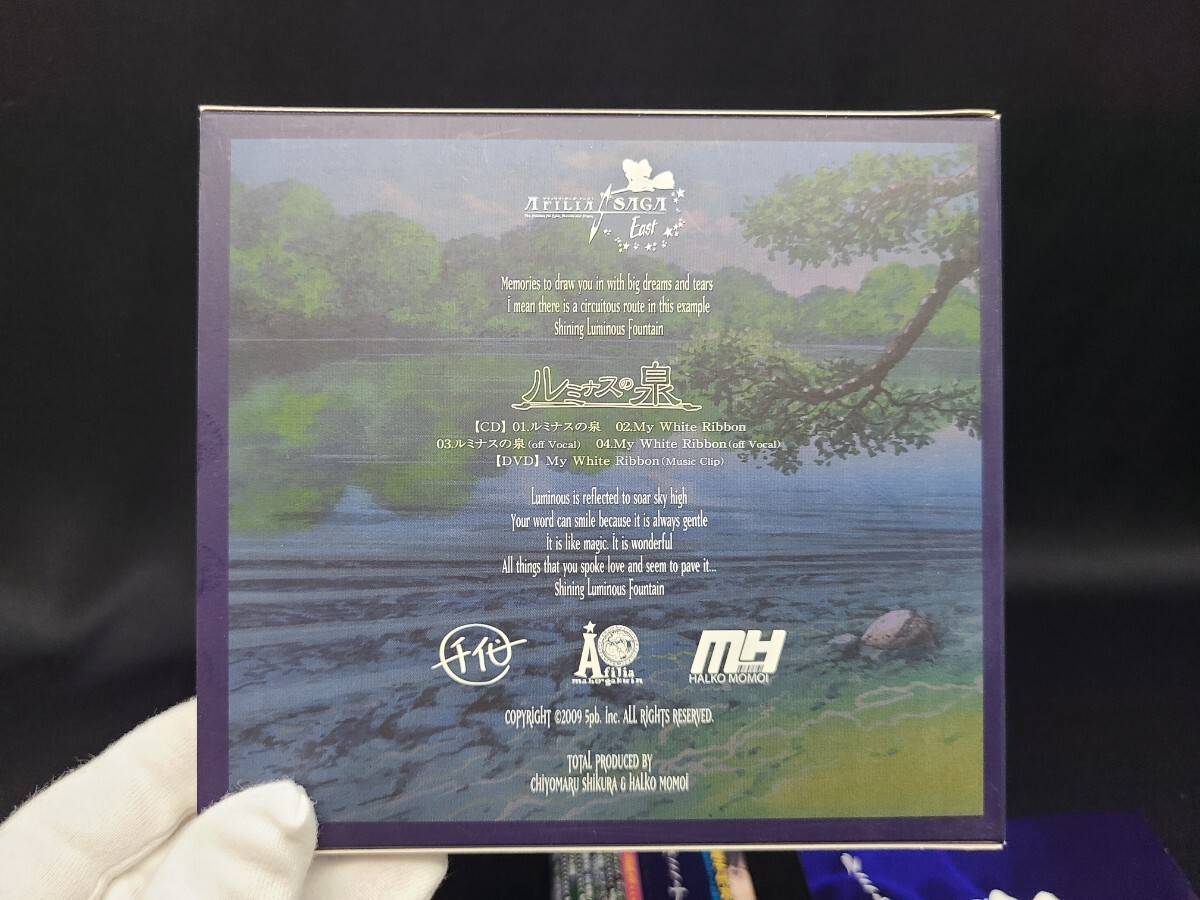 AFILIA SAGA
East
Memories to draw you in with big dreams and tears
I mean there is a circuitous route in this example
Shining Luminous Fountain
ルミナスの泉
【CD】01.ルミナスの泉 02.My White Ribbon
03.ルミナスの泉(off Vocal) 04.My White Ribbon(off Vocal)
【DVD】My White Ribbon(Music Clip)
Luminous is reflected to soar sky high
Your word can smile because it is always gentle
It is like magic. It is wonderful
All things that you spoke love and seem to pave it...
Shining Luminous Fountain
千代
Afilia
maho-gakuin
MH
HALKO MOMOI
COPYRIGHT ©2009 5pb. Inc. ALL RIGHTS RESERVED.
TOTAL PRODUCED BY
CHIYOMARU SHIKURA & HALKO MOMOI